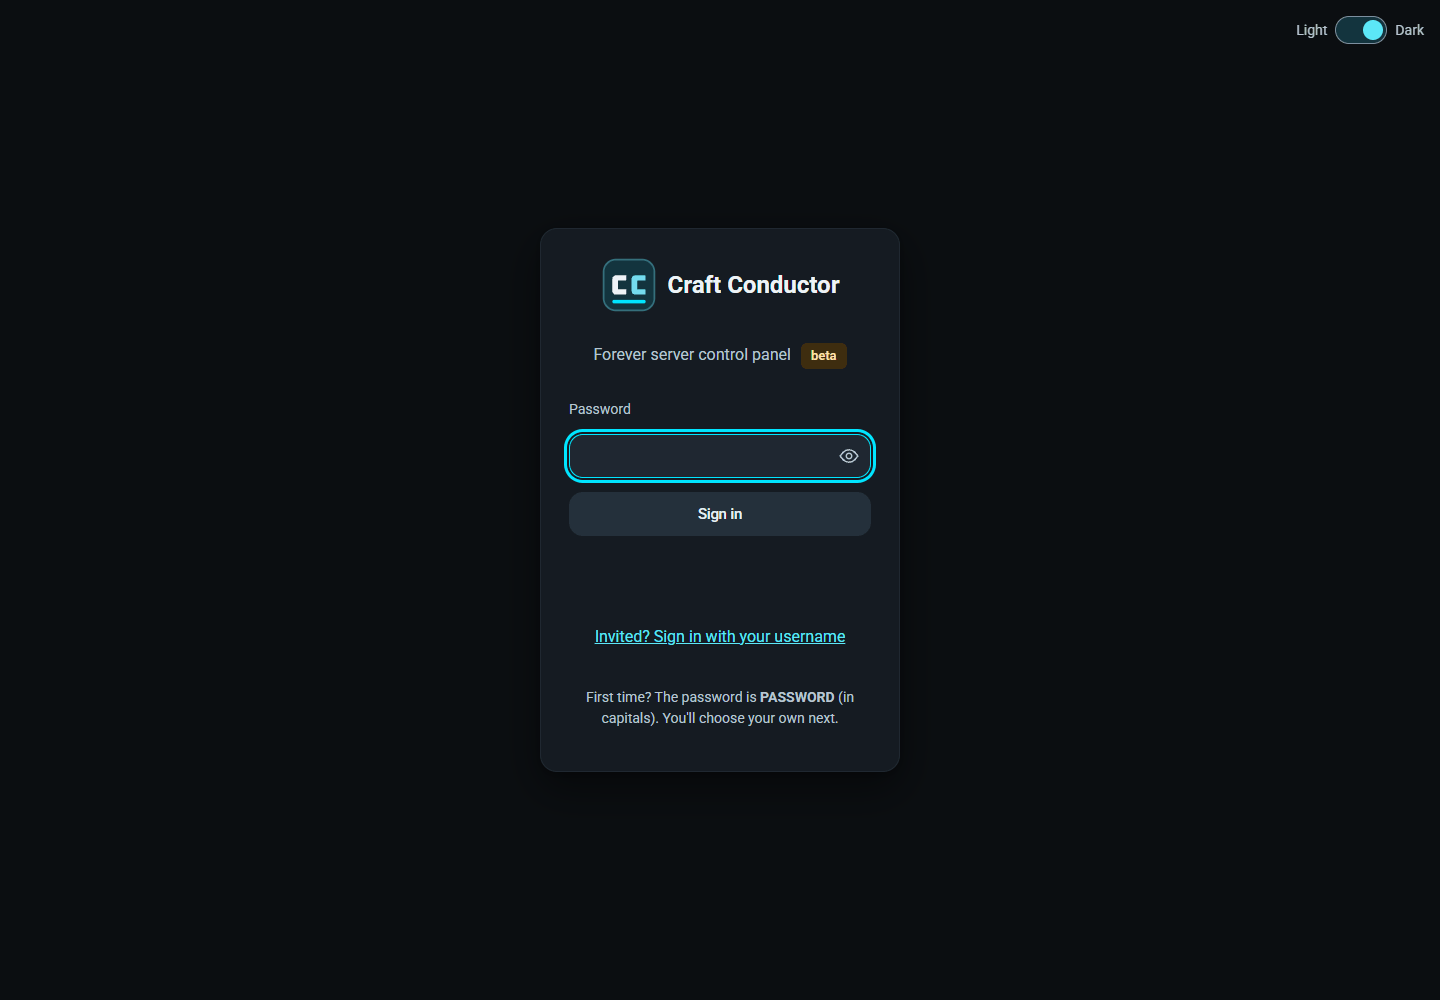 Light Dark
CC Craft Conductor
Forever server control panel beta
Password
Sign in
Invited? Sign in with your username
First time? The password is PASSWORD (in
capitals). You'll choose your own next.